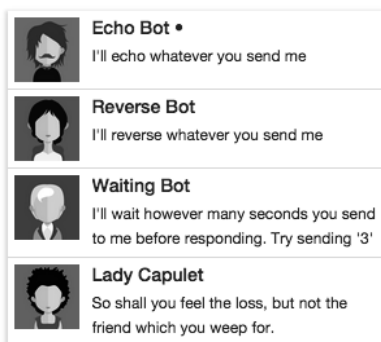 Echo Bot •
I'll echo whatever you send me
Reverse Bot
I'll reverse whatever you send me
Waiting Bot
I'll wait however many seconds you send
to me before responding. Try sending '3'
Lady Capulet
So shall you feel the loss, but not the
friend which you weep for.